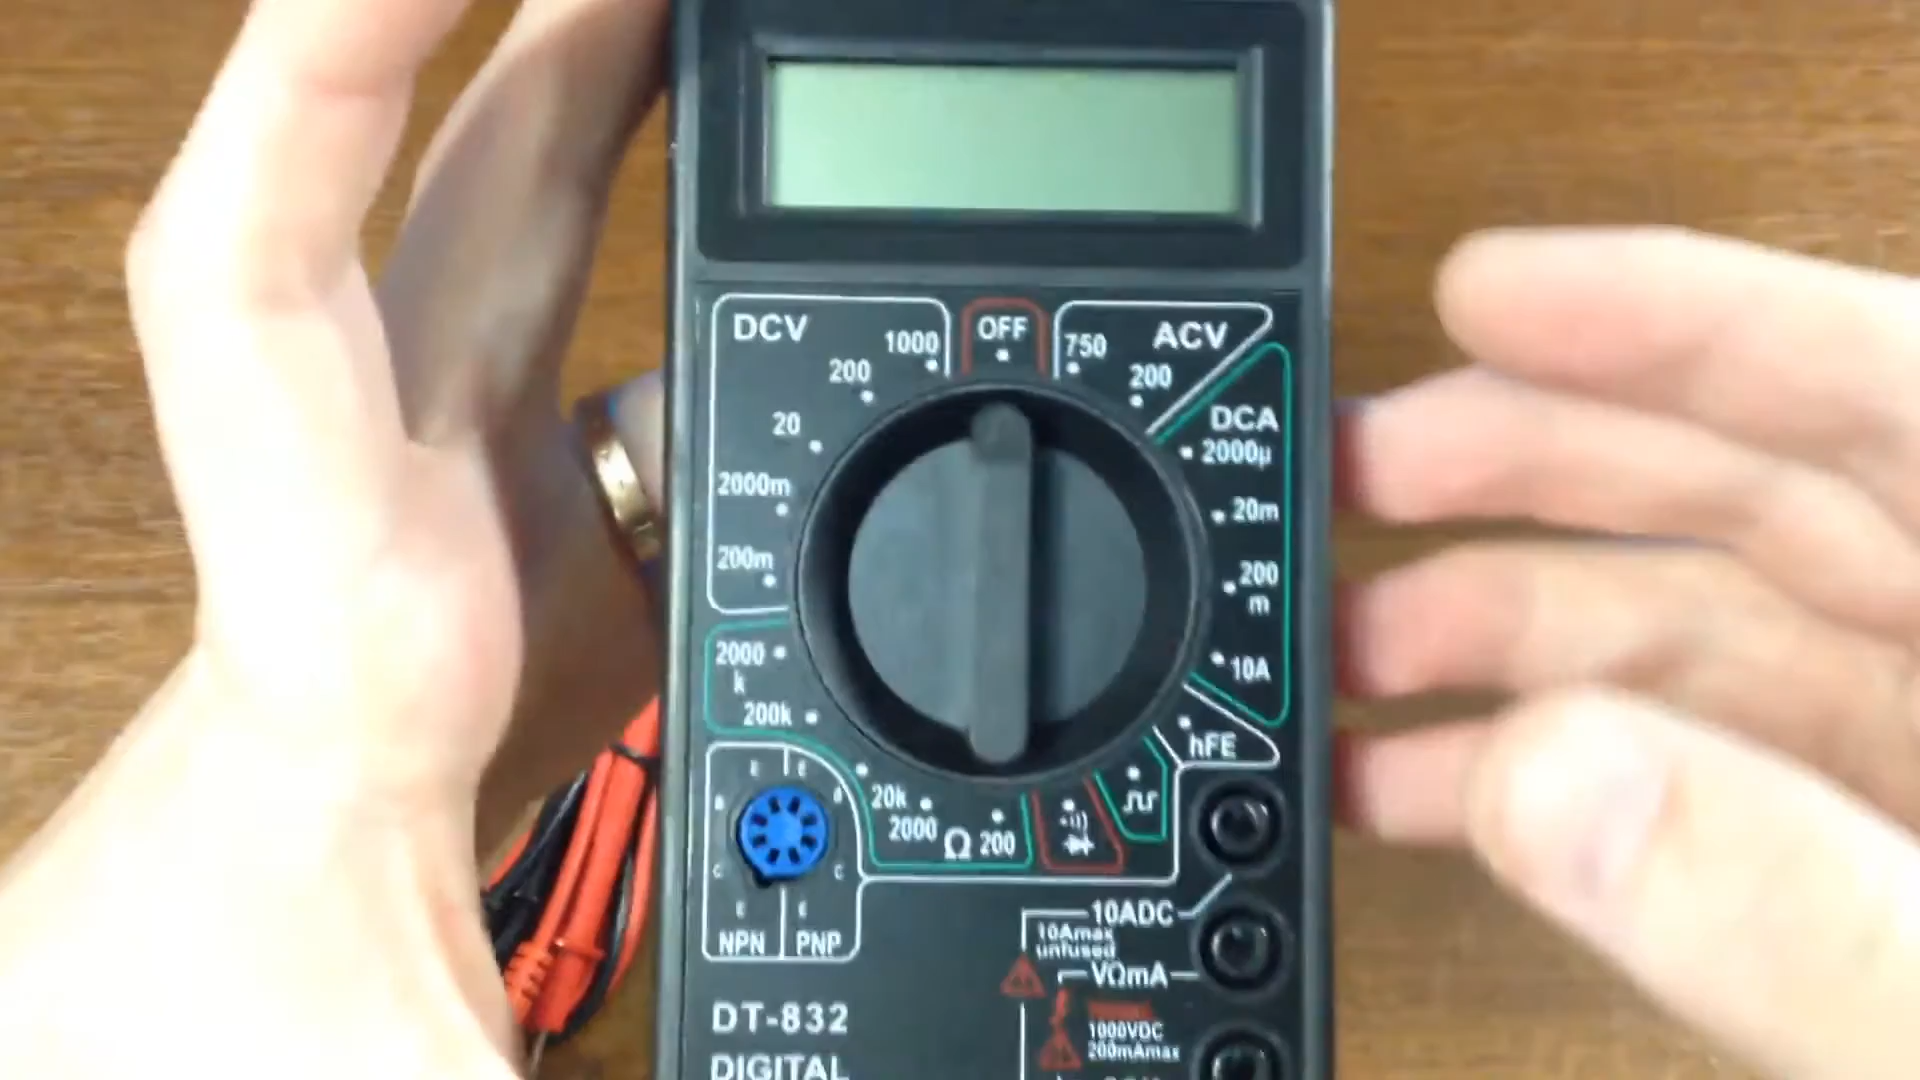 DCV
1000
OFF
750
ACV
200
200
DCA
20
2000µ
2000m
20m
200m
200
m
2000
k
10A
200k
hFE
E E
B B
20k
2000
Ω 200
C C
E E
NPN PNP
10ADC
10Amax
unfused
VΩmA
1000VDC
200mAmax
DT-832
DIGITAL